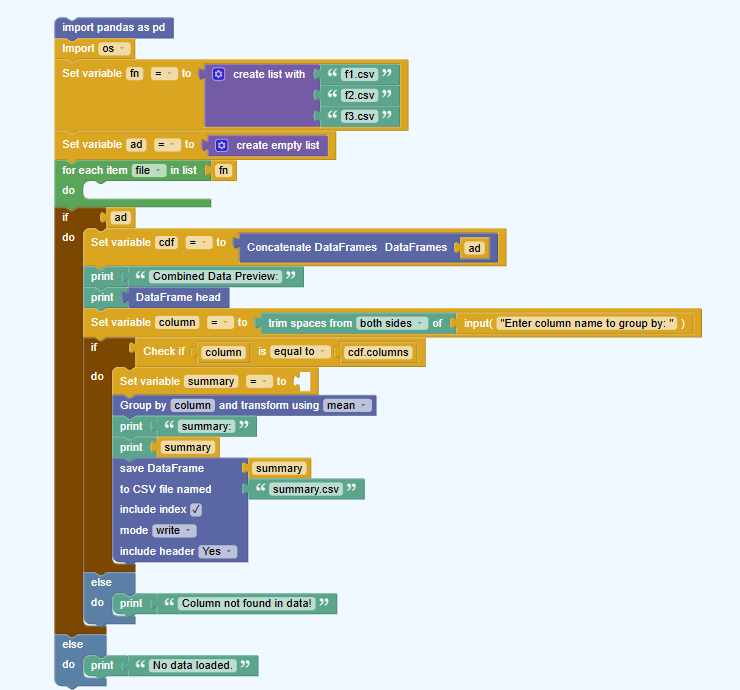 import pandas as pd
Import os
Set variable fn = to create list with “ f1.csv ”
“ f2.csv ”
“ f3.csv ”
Set variable ad = to create empty list
for each item file in list fn
do
if ad
do
Set variable cdf = to Concatenate DataFrames DataFrames ad
print “ Combined Data Preview: ”
print DataFrame head
Set variable column = to trim spaces from both sides of input( "Enter column name to group by: " )
if Check if column is equal to cdf.columns
do
Set variable summary = to
Group by column and transform using mean
print “ summary: ”
print summary
save DataFrame summary
to CSV file named “ summary.csv ”
include index ✓
mode write
include header Yes
else
do print “ Column not found in data! ”
else
do print “ No data loaded. ”